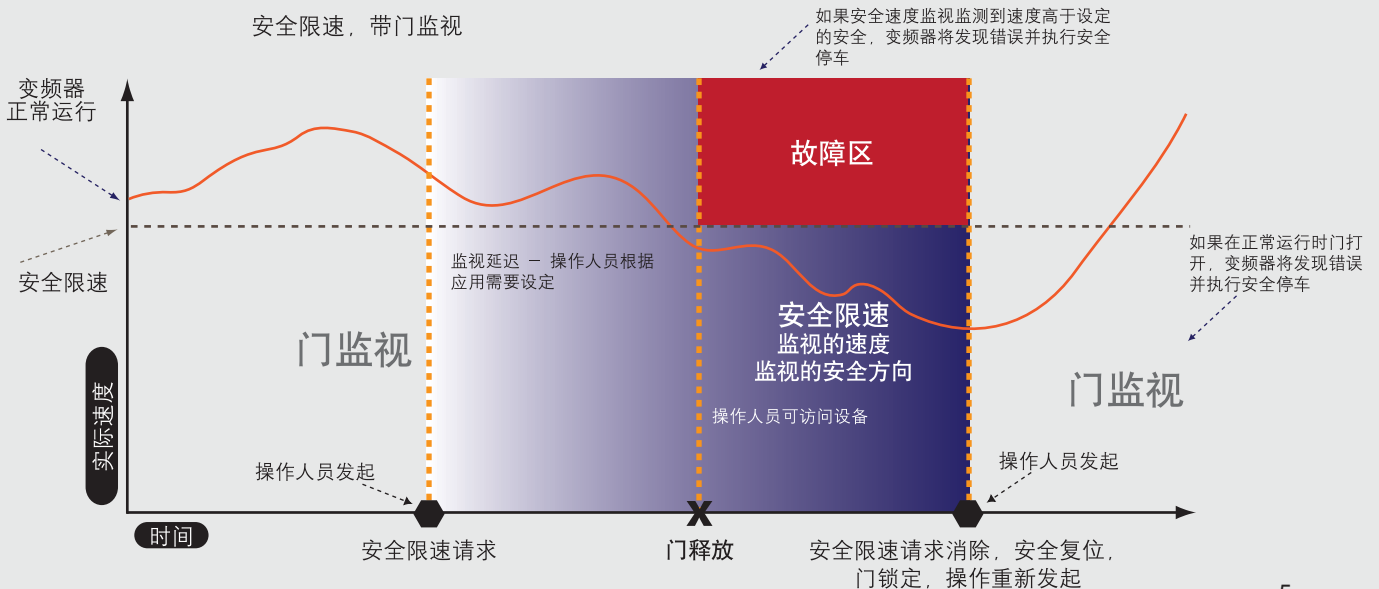 安全限速，带门监视
如果安全速度监视监测到速度高于设定
的安全，变频器将发现错误并执行安全
停车
变频器
正常运行
故障区
安全限速
监视延迟 － 操作人员根据
应用需要设定
如果在正常运行时门打
开，变频器将发现错误
并执行安全停车
门监视
安全限速
监视的速度
监视的安全方向
门监视
实际速度
操作人员可访问设备
操作人员发起
操作人员发起
时间
安全限速请求
门释放
安全限速请求消除，安全复位，
门锁定，操作重新发起